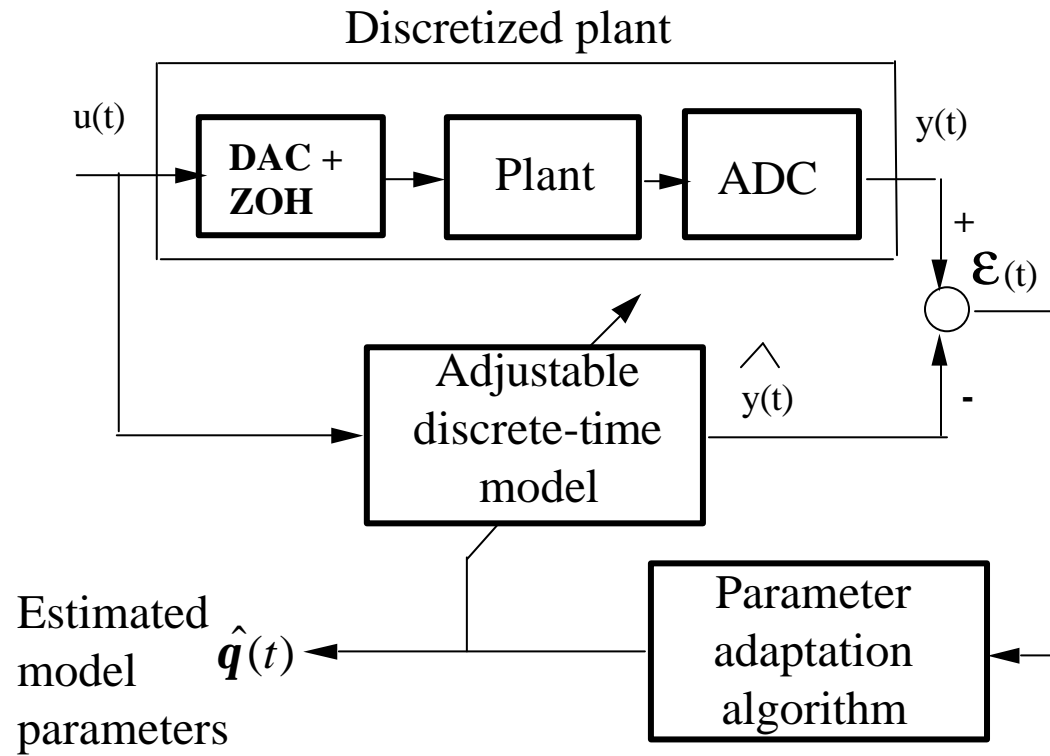 Discretized plant
u(t)
DAC +
ZOH
Plant
ADC
y(t)
+
ε(t)
Adjustable
discrete-time
model
ŷ(t)
-
Estimated
model
parameters
q̂(t)
Parameter
adaptation
algorithm